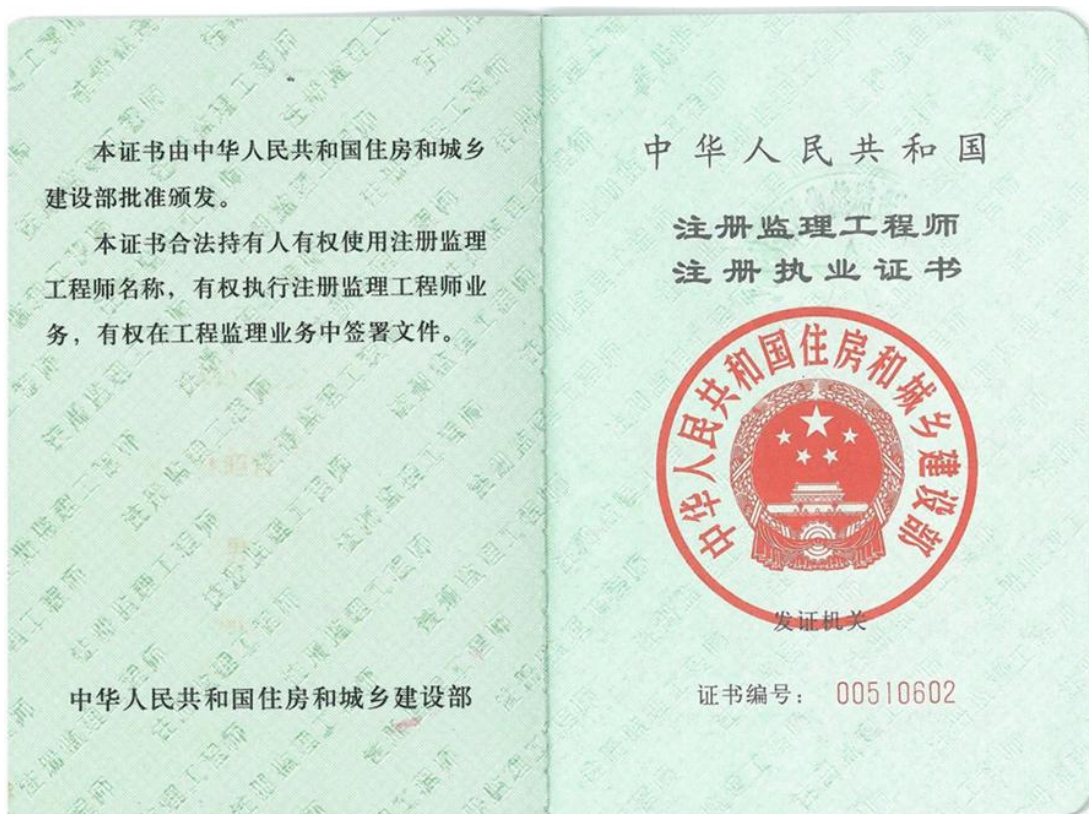 本证书由中华人民共和国住房和城乡
建设部批准颁发。
本证书合法持有人有权使用注册监理
工程师名称，有权执行注册监理工程师业
务，有权在工程监理业务中签署文件。
中华人民共和国住房和城乡建设部
中华人民共和国
注册监理工程师
注册执业证书
中华人民共和国住房和城乡建设部
发证机关
证书编号： 00510602